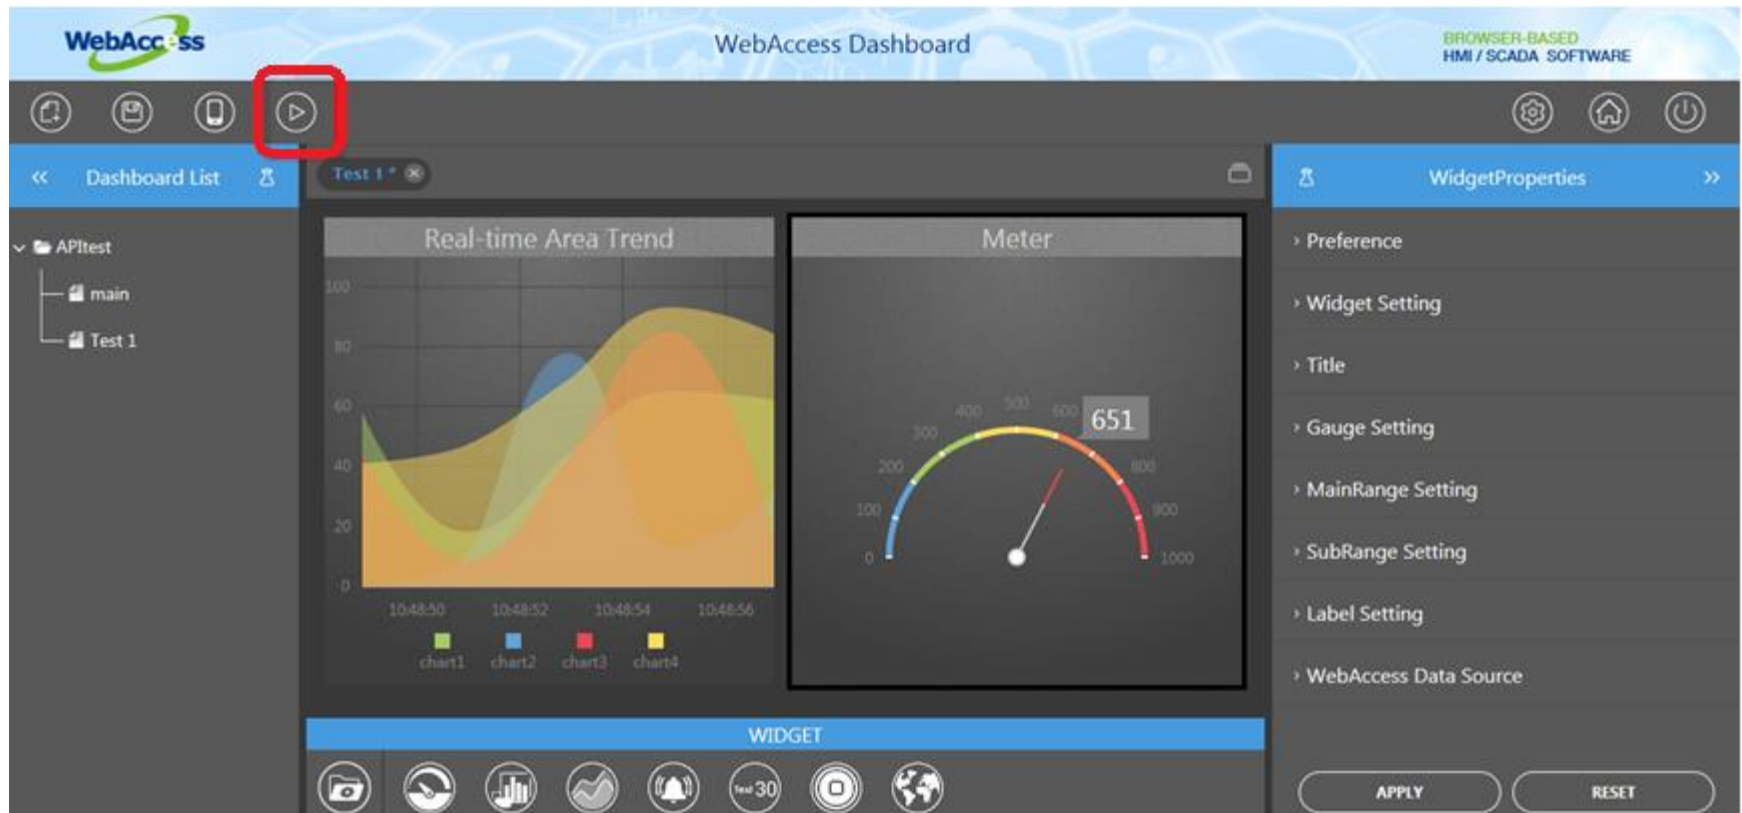 WebAccess
WebAccess Dashboard
BROWSER-BASED
HMI / SCADA SOFTWARE
« Dashboard List
Test 1 *
WidgetProperties »
APItest
main
Test 1
Real-time Area Trend
100
80
60
40
20
0
10:48:50 10:48:52 10:48:54 10:48:56
chart1 chart2 chart3 chart4
Meter
651
0
100
200
300
400
500
600
800
900
1000
Preference
Widget Setting
Title
Gauge Setting
MainRange Setting
SubRange Setting
Label Setting
WebAccess Data Source
APPLY
RESET
WIDGET
Text 30